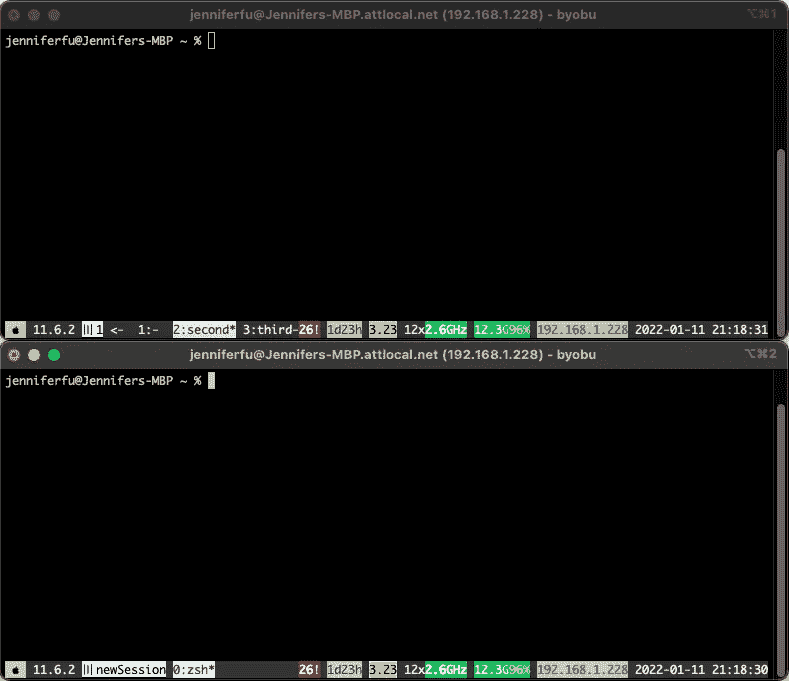 jenniferfu@Jennifers-MBP.attlocal.net (192.168.1.228) - byobu ⌥⌘1
jenniferfu@Jennifers-MBP ~ %
11.6.2 1 <- 1:- 2:second* 3:third-26! 1d23h 3.23 12x2.6GHz 12.3G96% 192.168.1.228 2022-01-11 21:18:31
jenniferfu@Jennifers-MBP.attlocal.net (192.168.1.228) - byobu ⌥⌘2
jenniferfu@Jennifers-MBP ~ %
11.6.2 newSession 0:zsh* 26! 1d23h 3.23 12x2.6GHz 12.3G96% 192.168.1.228 2022-01-11 21:18:30